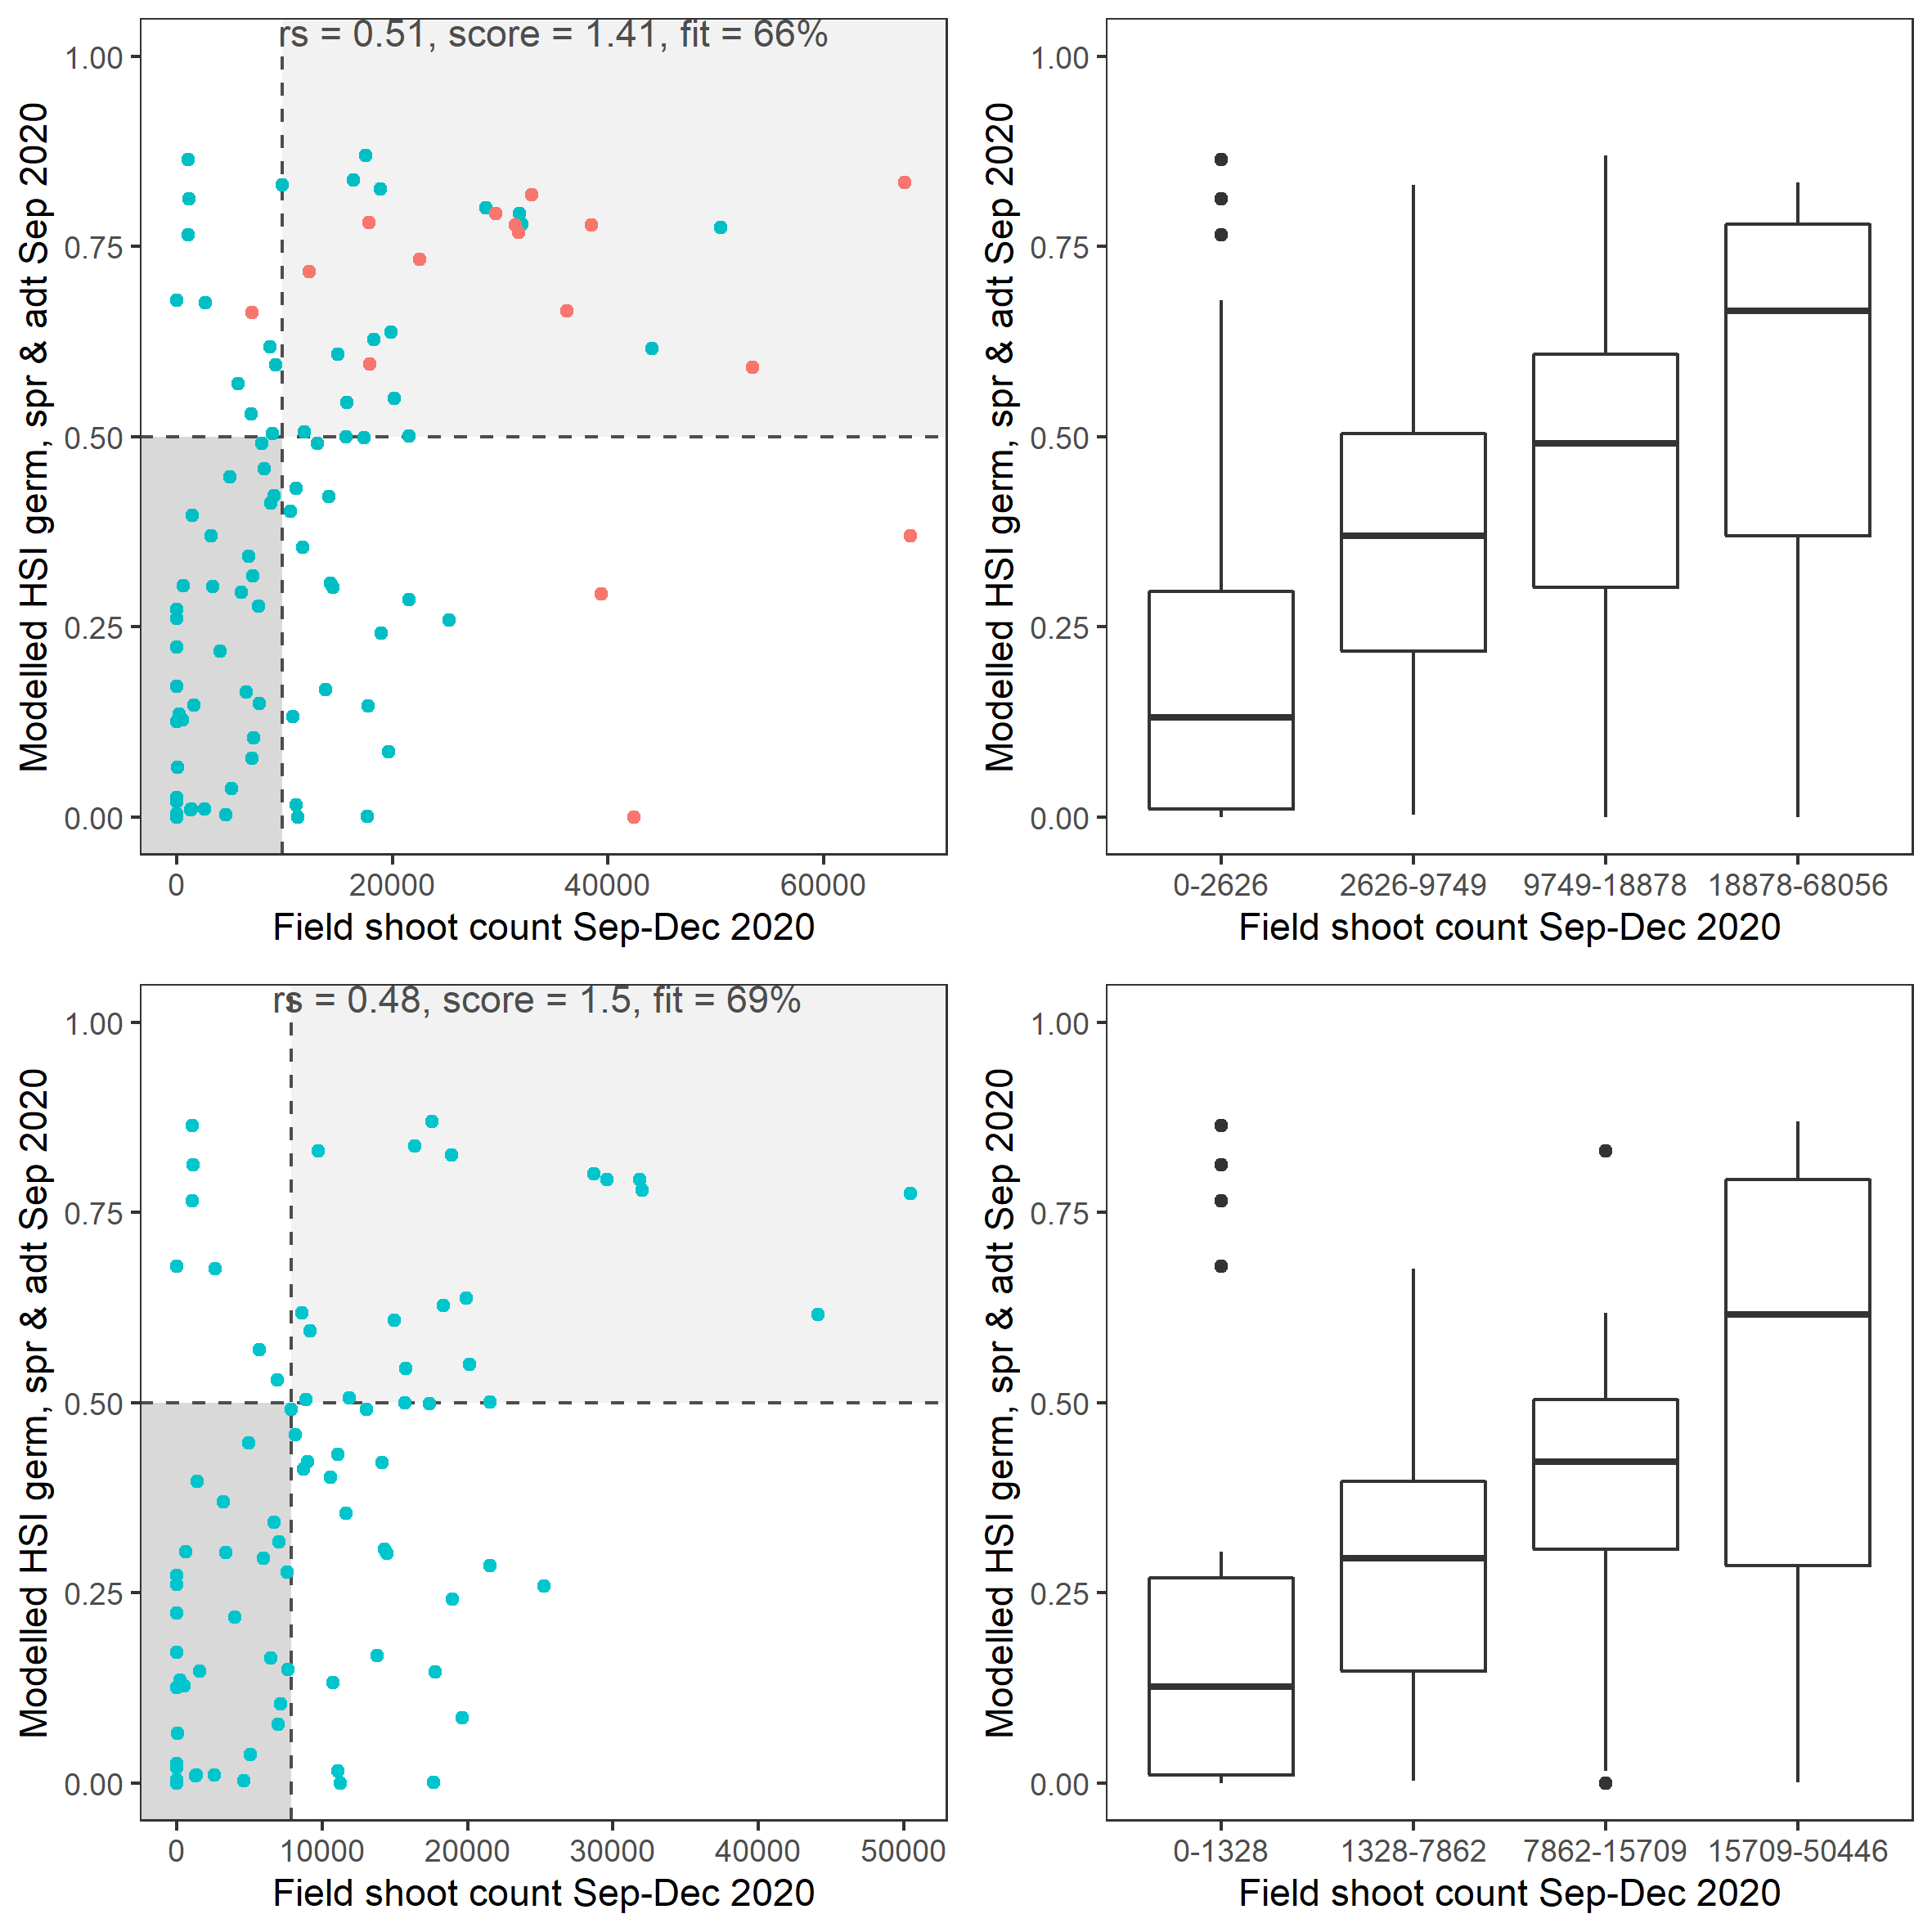 rs = 0.51, score = 1.41, fit = 66%
Modelled HSI germ, spr & adt Sep 2020
1.00
0.75
0.50
0.25
0.00
0 20000 40000 60000
Field shoot count Sep-Dec 2020
Modelled HSI germ, spr & adt Sep 2020
1.00
0.75
0.50
0.25
0.00
0-2626 2626-9749 9749-18878 18878-68056
Field shoot count Sep-Dec 2020
rs = 0.48, score = 1.5, fit = 69%
Modelled HSI germ, spr & adt Sep 2020
1.00
0.75
0.50
0.25
0.00
0 10000 20000 30000 40000 50000
Field shoot count Sep-Dec 2020
Modelled HSI germ, spr & adt Sep 2020
1.00
0.75
0.50
0.25
0.00
0-1328 1328-7862 7862-15709 15709-50446
Field shoot count Sep-Dec 2020